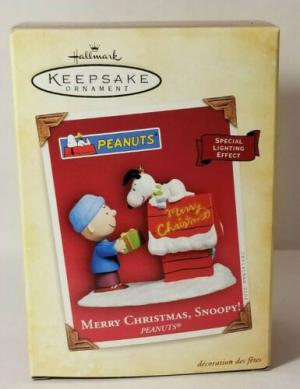 Hallmark
KEEPSAKE
ORNAMENT
PEANUTS
SPECIAL
LIGHTING
EFFECT
Merry
Christmas!
MERRY CHRISTMAS, SNOOPY!
PEANUTS®
décoration des fêtes